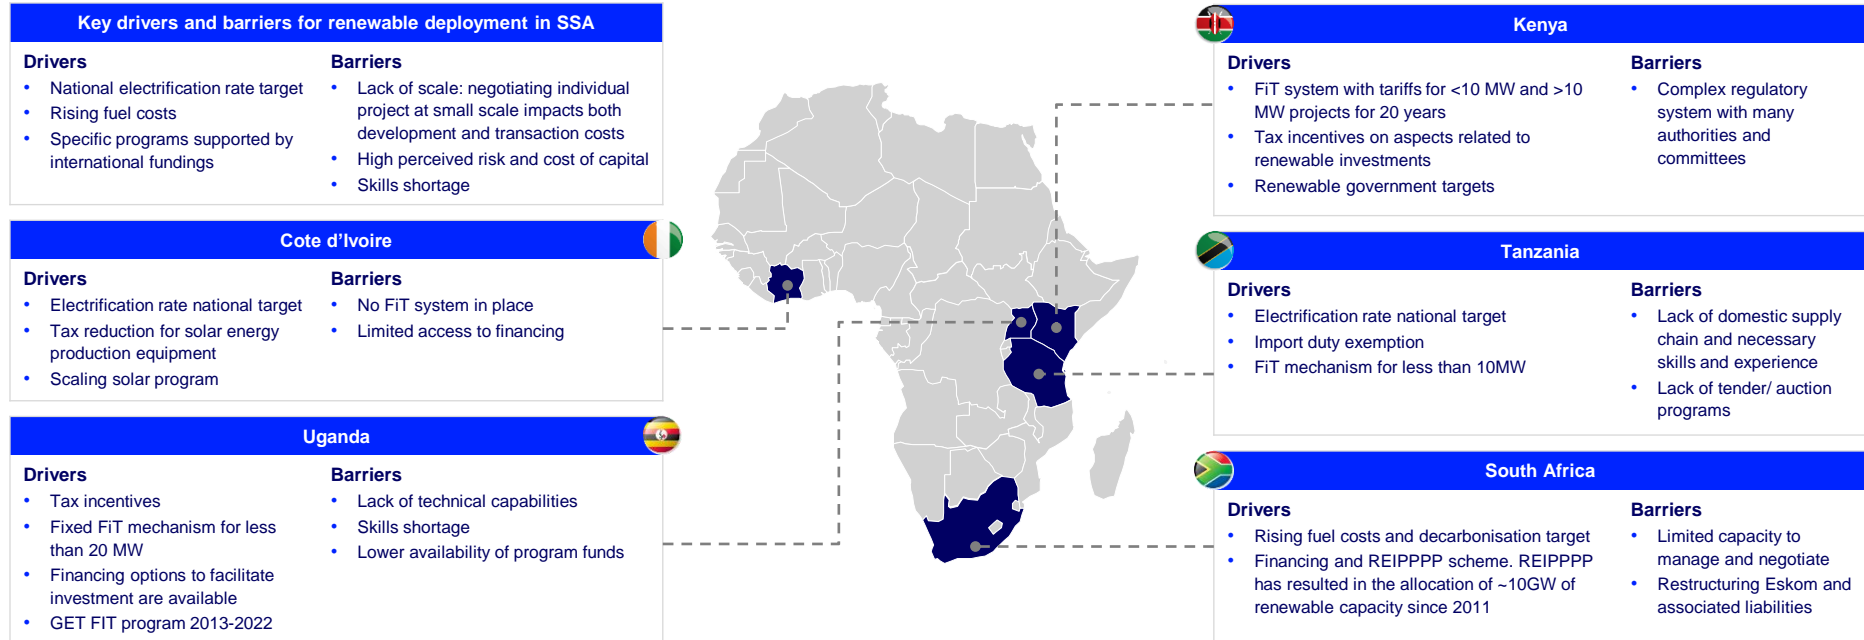 Key drivers and barriers for renewable deployment in SSA
Drivers
• National electrification rate target
• Rising fuel costs
• Specific programs supported by
international fundings
Barriers
• Lack of scale: negotiating individual
project at small scale impacts both
development and transaction costs
• High perceived risk and cost of capital
• Skills shortage
Cote d’Ivoire
Drivers
• Electrification rate national target
• Tax reduction for solar energy
production equipment
• Scaling solar program
Barriers
• No FiT system in place
• Limited access to financing
Uganda
Drivers
• Tax incentives
• Fixed FiT mechanism for less
than 20 MW
• Financing options to facilitate
investment are available
• GET FIT program 2013-2022
Barriers
• Lack of technical capabilities
• Skills shortage
• Lower availability of program funds
Kenya
Drivers
• FiT system with tariffs for <10 MW and >10
MW projects for 20 years
• Tax incentives on aspects related to
renewable investments
• Renewable government targets
Barriers
• Complex regulatory
system with many
authorities and
committees
Tanzania
Drivers
• Electrification rate national target
• Import duty exemption
• FiT mechanism for less than 10MW
Barriers
• Lack of domestic supply
chain and necessary
skills and experience
• Lack of tender/ auction
programs
South Africa
Drivers
• Rising fuel costs and decarbonisation target
• Financing and REIPPPP scheme. REIPPPP
has resulted in the allocation of ~10GW of
renewable capacity since 2011
Barriers
• Limited capacity to
manage and negotiate
• Restructuring Eskom and
associated liabilities